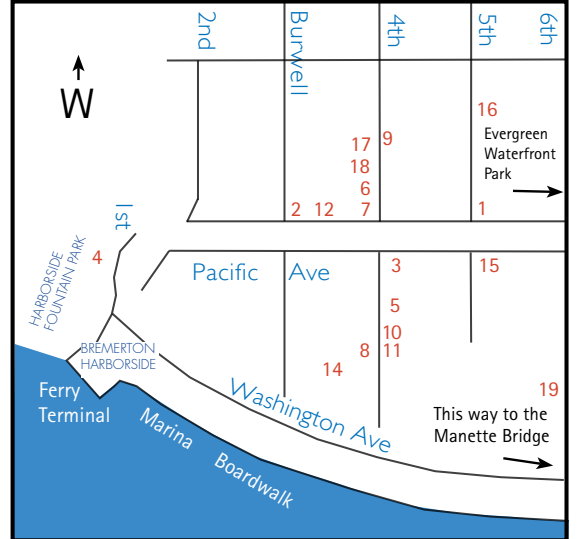 2nd
Burwell
4th
5th
6th
W
16
17
9
18
6
2
12
7
1
Evergreen
Waterfront
Park
1st
4
HARBORSIDE
FOUNTAIN PARK
Pacific Ave
3
15
5
10
8
11
14
19
BREMERTON
HARBORSIDE
Washington Ave
Ferry
Terminal
Marina
Boardwalk
This way to the
Manette Bridge